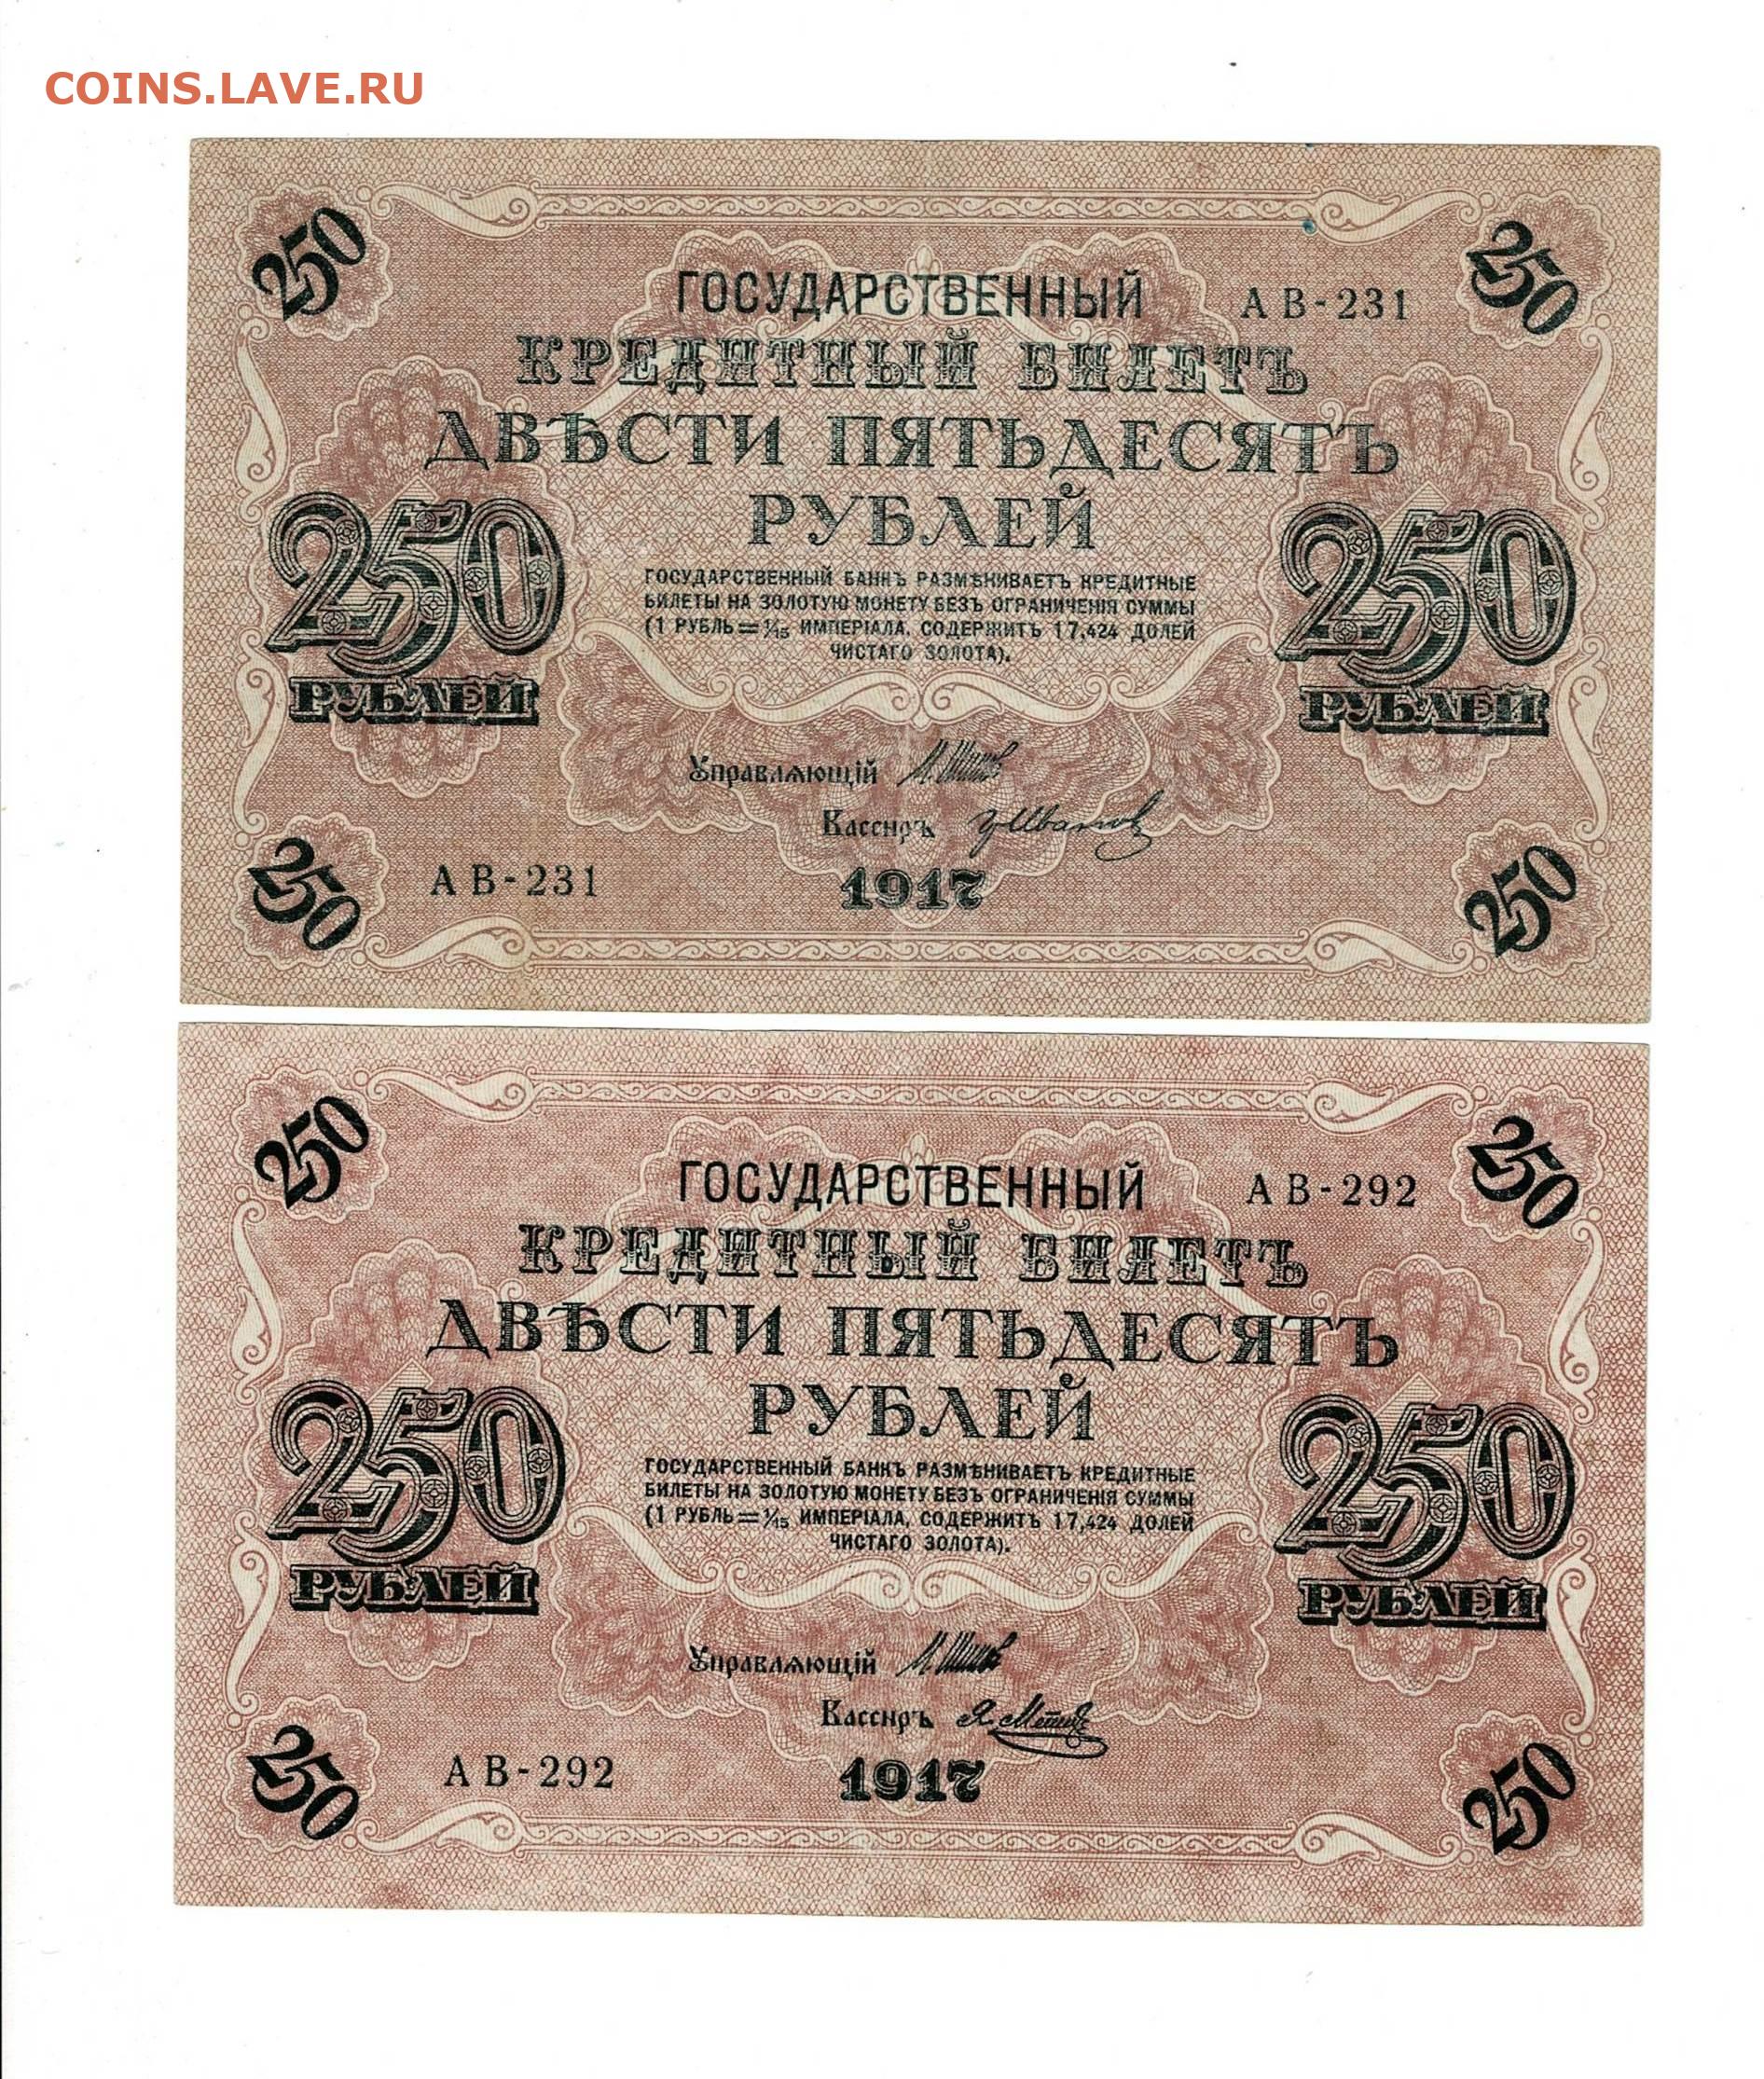 COINS.LAVE.RU
250 250
ГОСУДАРСТВЕННЫЙ АВ-231
КРЕДИТНЫЙ БИЛЕТЪ
ДВѢСТИ ПЯТЬДЕСЯТЪ
РУБЛЕЙ
250 250
РУБЛЕЙ РУБЛЕЙ
ГОСУДАРСТВЕННЫЙ БАНКЪ РАЗМѢНИВАЕТЪ КРЕДИТНЫЕ
БИЛЕТЫ НА ЗОЛОТУЮ МОНЕТУ БЕЗЪ ОГРАНИЧЕНІЯ СУММЫ
(1 РУБЛЬ = 1/15 ИМПЕРІАЛА, СОДЕРЖИТЪ 17,424 ДОЛЕЙ
ЧИСТАГО ЗОЛОТА).
Управляющій
Кассиръ
АВ-231 1917
250 250
250 250
ГОСУДАРСТВЕННЫЙ АВ-292
КРЕДИТНЫЙ БИЛЕТЪ
ДВѢСТИ ПЯТЬДЕСЯТЪ
РУБЛЕЙ
250 250
РУБЛЕЙ РУБЛЕЙ
ГОСУДАРСТВЕННЫЙ БАНКЪ РАЗМѢНИВАЕТЪ КРЕДИТНЫЕ
БИЛЕТЫ НА ЗОЛОТУЮ МОНЕТУ БЕЗЪ ОГРАНИЧЕНІЯ СУММЫ
(1 РУБЛЬ = 1/15 ИМПЕРІАЛА, СОДЕРЖИТЪ 17,424 ДОЛЕЙ
ЧИСТАГО ЗОЛОТА).
Управляющій
Кассиръ
АВ-292 1917
250 250